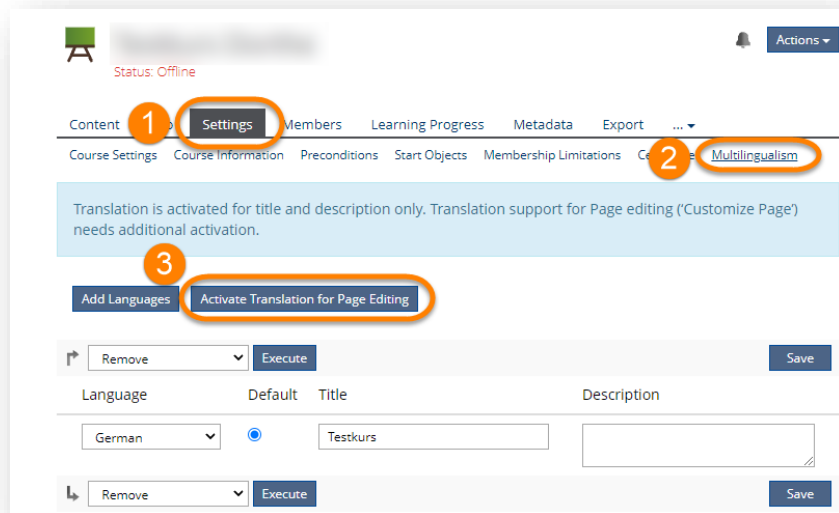 Actions
Status: Offline
1
Content Settings Members Learning Progress Metadata Export ...
Course Settings Course Information Preconditions Start Objects Membership Limitations 2 Multilingualism
Translation is activated for title and description only. Translation support for Page editing ('Customize Page')
needs additional activation.
3
Add Languages Activate Translation for Page Editing
Remove Execute Save
Language Default Title Description
German Testkurs
Remove Execute Save